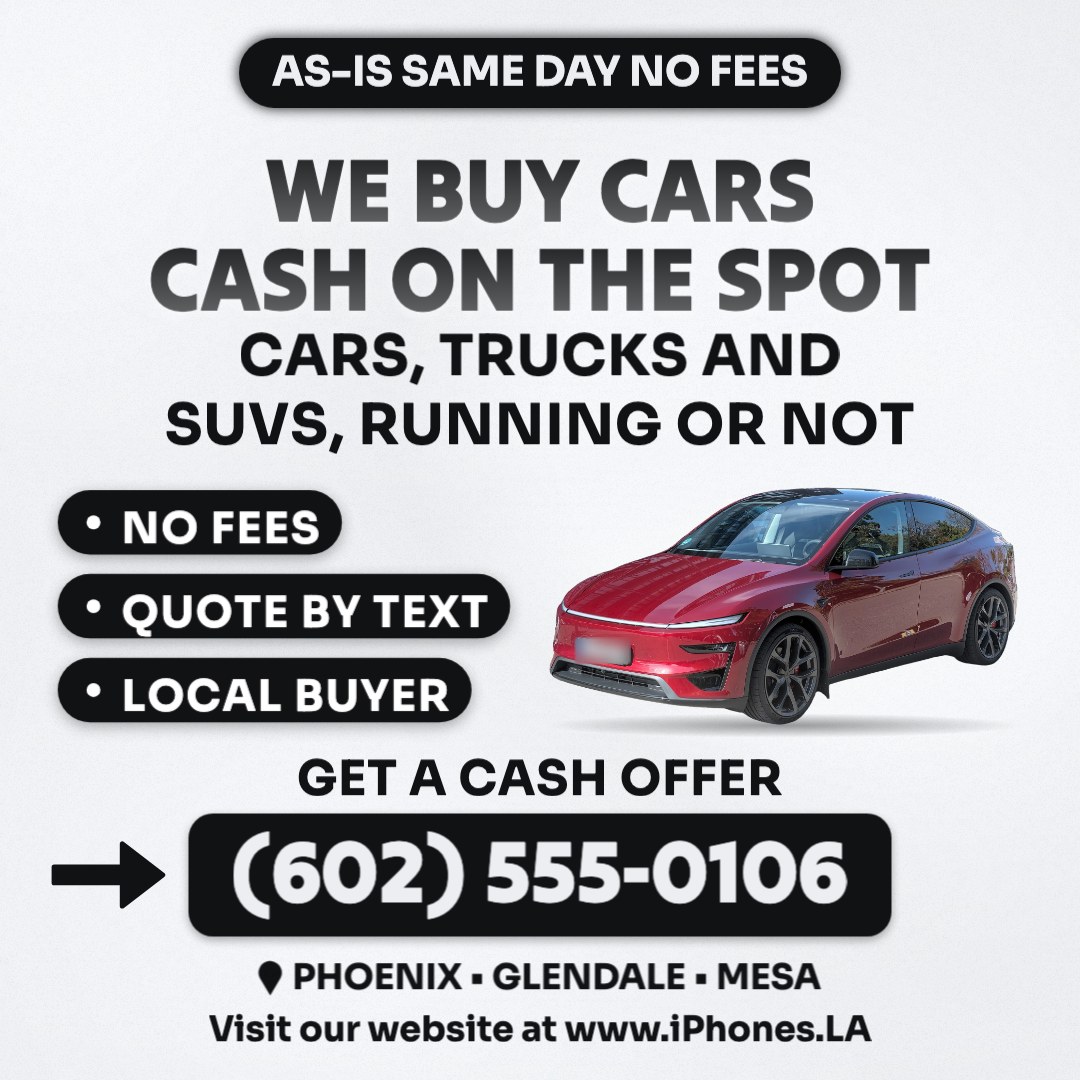 AS-IS SAME DAY NO FEES
WE BUY CARS
CASH ON THE SPOT
CARS, TRUCKS AND
SUVS, RUNNING OR NOT
• NO FEES
• QUOTE BY TEXT
• LOCAL BUYER
GET A CASH OFFER
(602) 555-0106
PHOENIX ▪ GLENDALE ▪ MESA
Visit our website at www.iPhones.LA